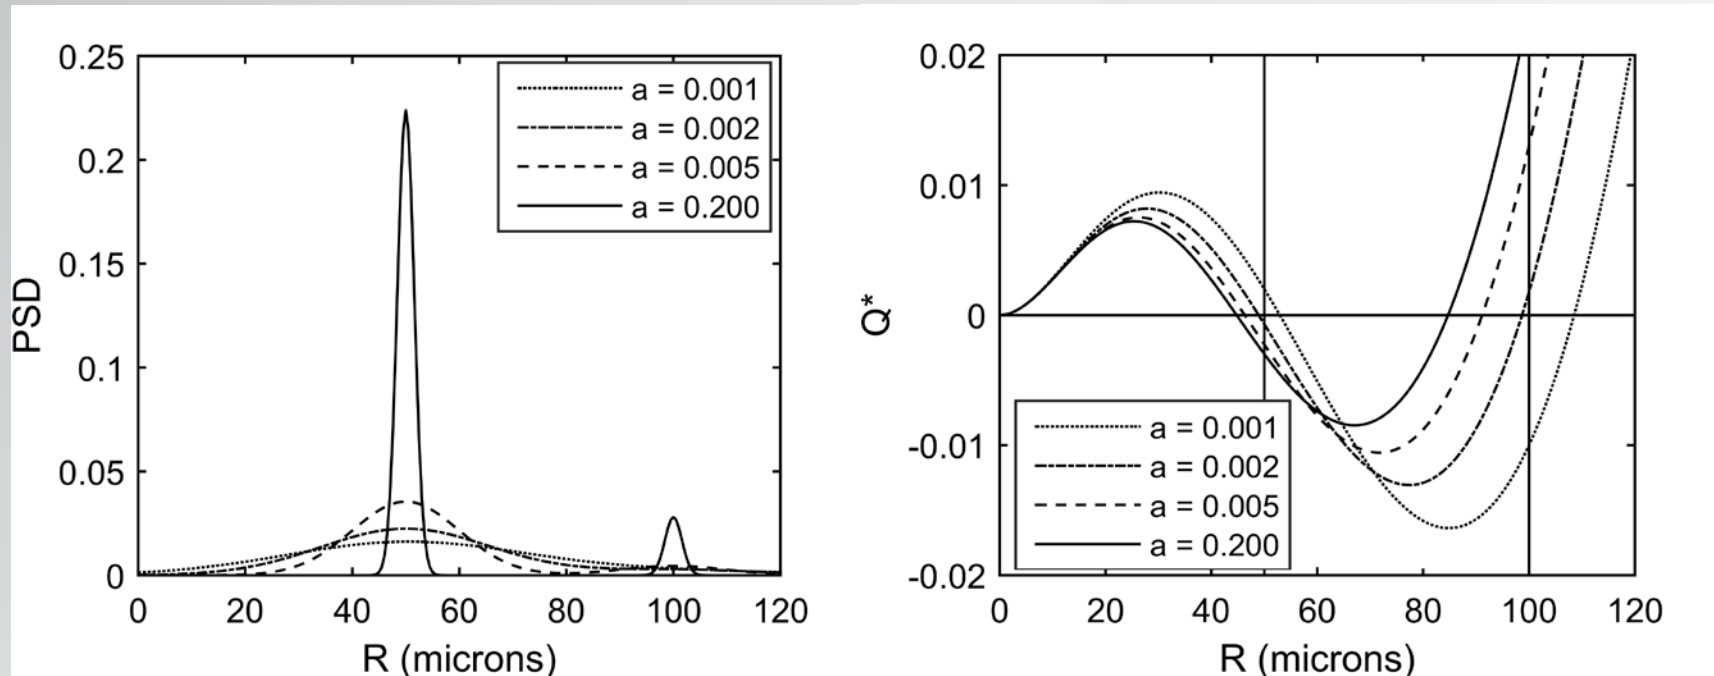 0.25
0.2
0.15
0.1
0.05
0
PSD
a = 0.001
a = 0.002
a = 0.005
a = 0.200
0 20 40 60 80 100 120
R (microns)
0.02
0.01
0
-0.01
-0.02
Q*
a = 0.001
a = 0.002
a = 0.005
a = 0.200
0 20 40 60 80 100 120
R (microns)